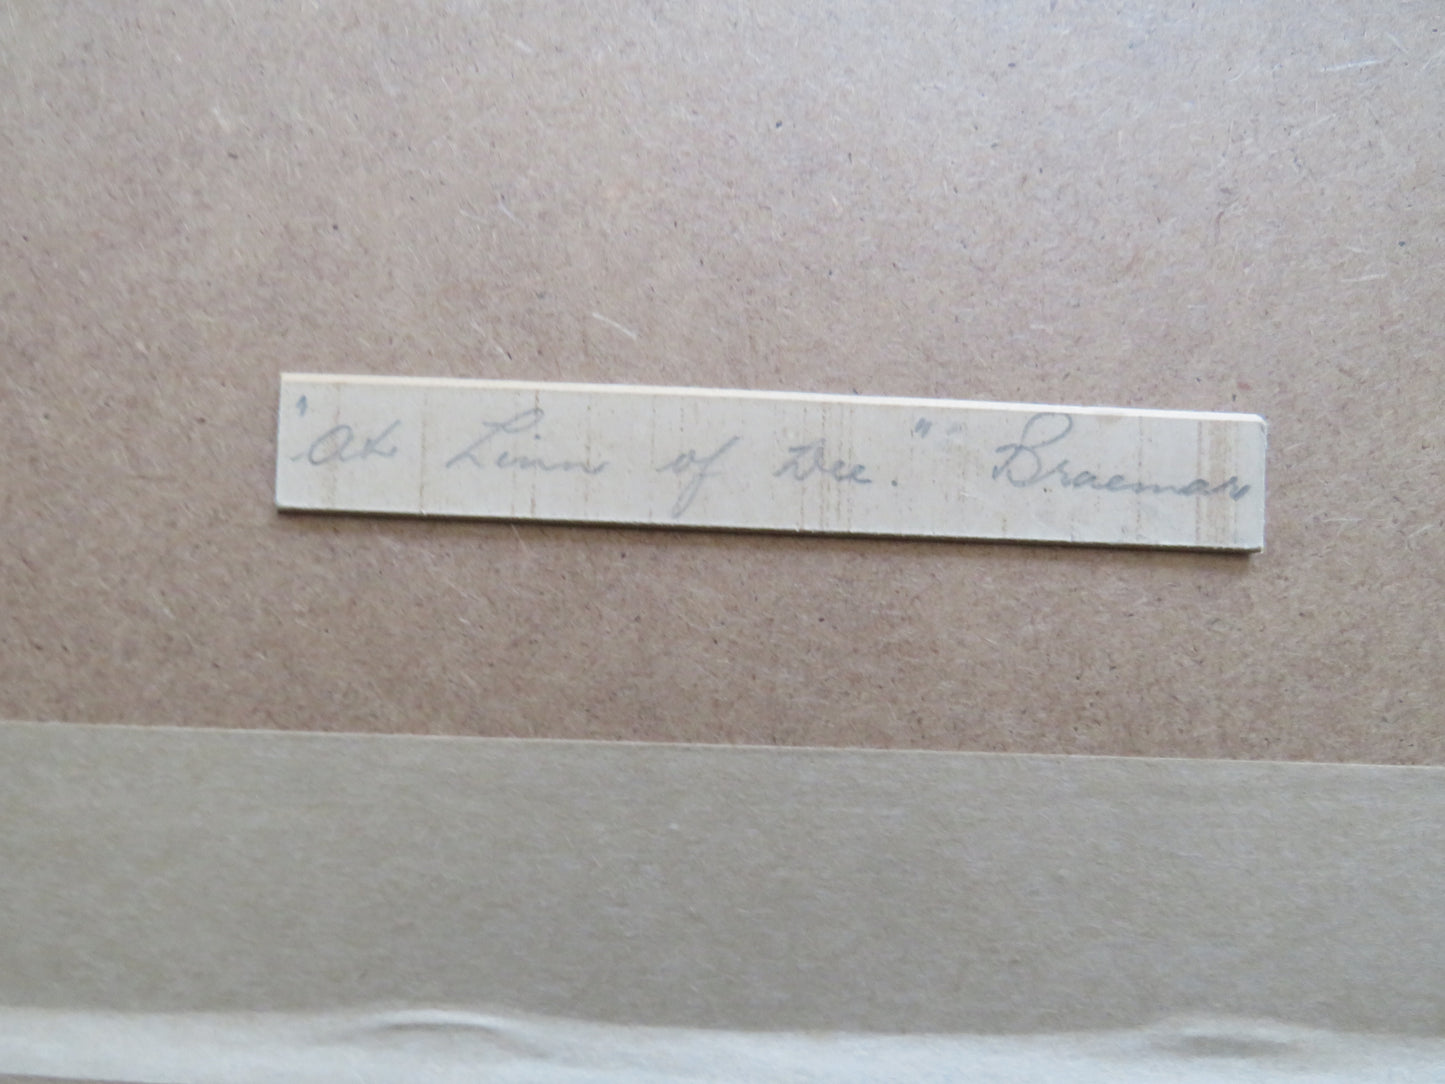 "At Linn of Dee." Braemar